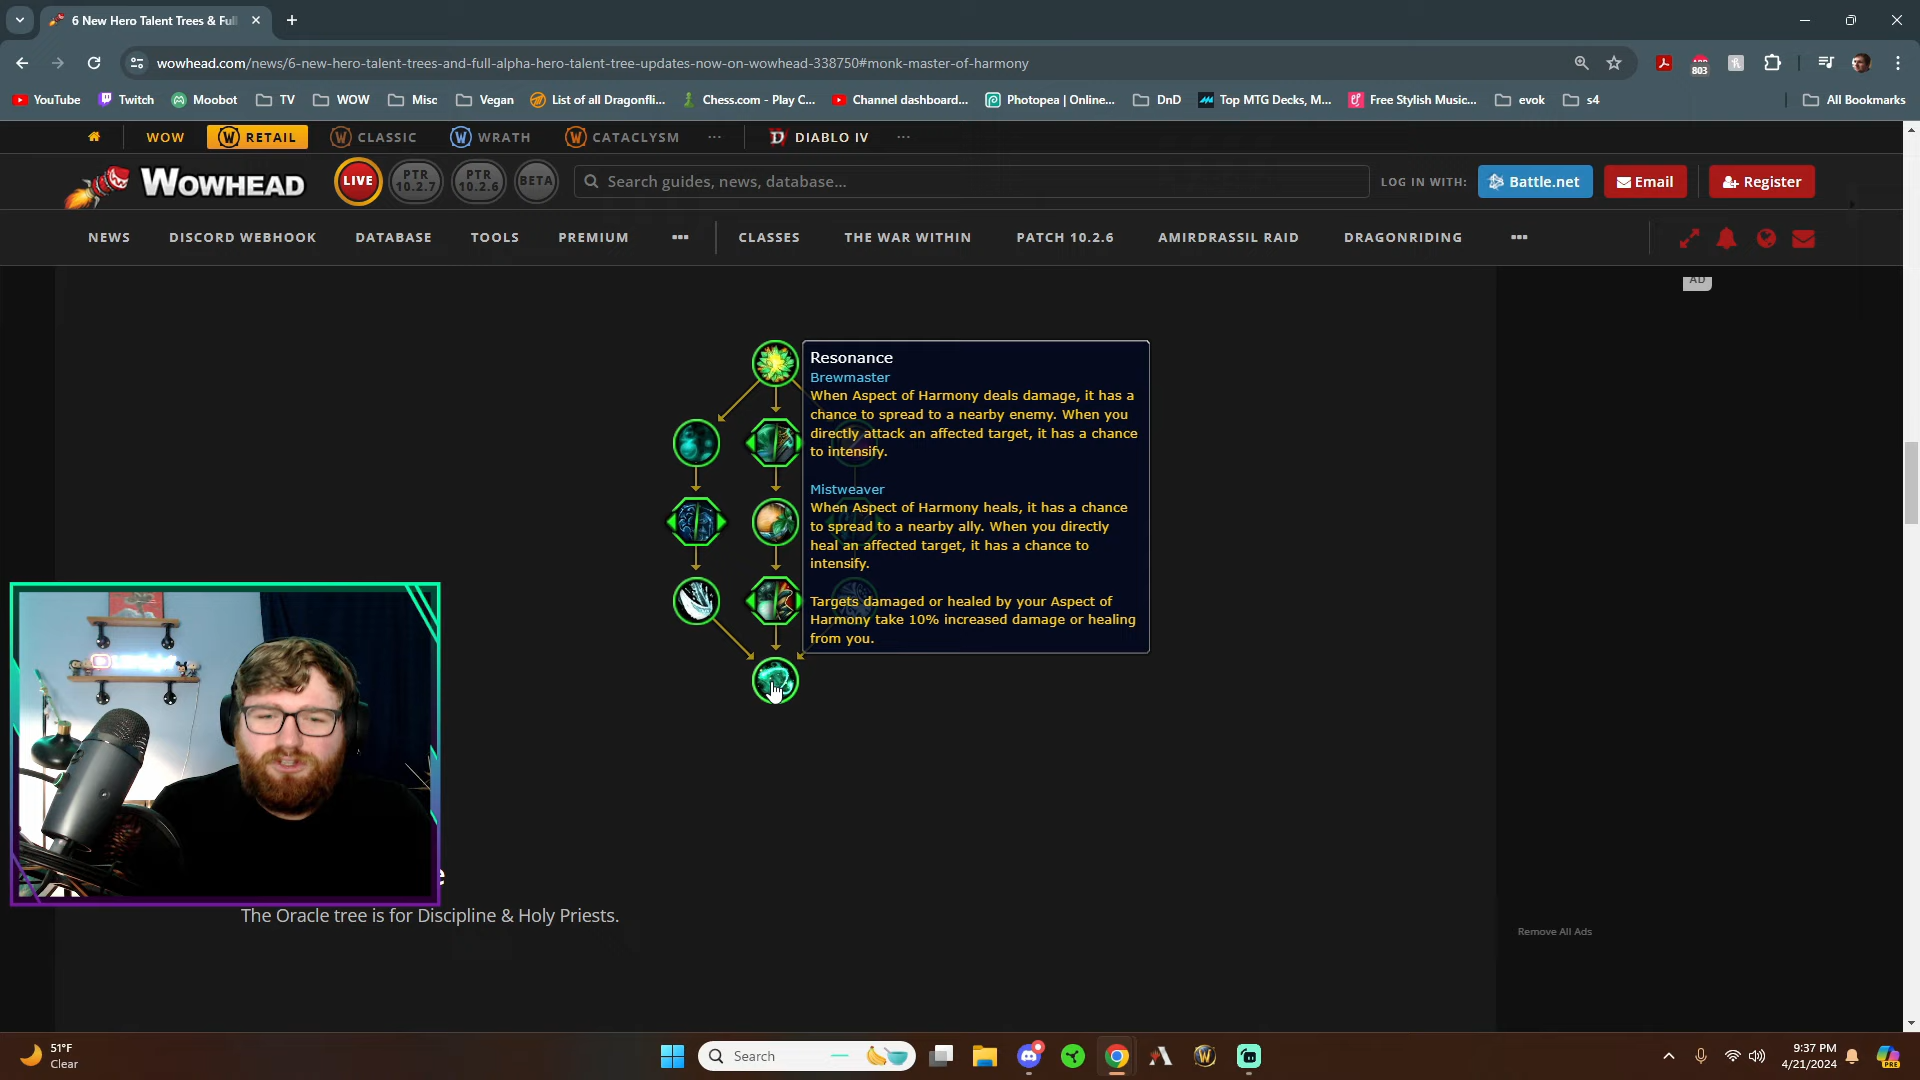 6 New Hero Talent Trees & Ful
wowhead.com/news/6-new-hero-talent-trees-and-full-alpha-hero-talent-tree-updates-now-on-wowhead-338750#monk-master-of-harmony
803
YouTube
Twitch
Moobot
TV
WOW
Misc
Vegan
List of all Dragonfli...
Chess.com - Play C...
Channel dashboard...
Photopea | Online...
DnD
Top MTG Decks, M...
Free Stylish Music...
evok
s4
All Bookmarks
WOW
RETAIL
CLASSIC
WRATH
CATACLYSM
DIABLO IV
WOWHEAD
LIVE
PTR 10.2.7
PTR 10.2.6
BETA
Search guides, news, database...
LOG IN WITH:
Battle.net
Email
Register
NEWS
DISCORD WEBHOOK
DATABASE
TOOLS
PREMIUM
CLASSES
THE WAR WITHIN
PATCH 10.2.6
AMIRDRASSIL RAID
DRAGONRIDING
AD
Resonance
Brewmaster
When Aspect of Harmony deals damage, it has a
chance to spread to a nearby enemy. When you
directly attack an affected target, it has a chance
to intensify.
Mistweaver
When Aspect of Harmony heals, it has a chance
to spread to a nearby ally. When you directly
heal an affected target, it has a chance to
intensify.
Targets damaged or healed by your Aspect of
Harmony take 10% increased damage or healing
from you.
The Oracle tree is for Discipline & Holy Priests.
Remove All Ads
51°F
Clear
Search
9:37 PM
4/21/2024
PRE